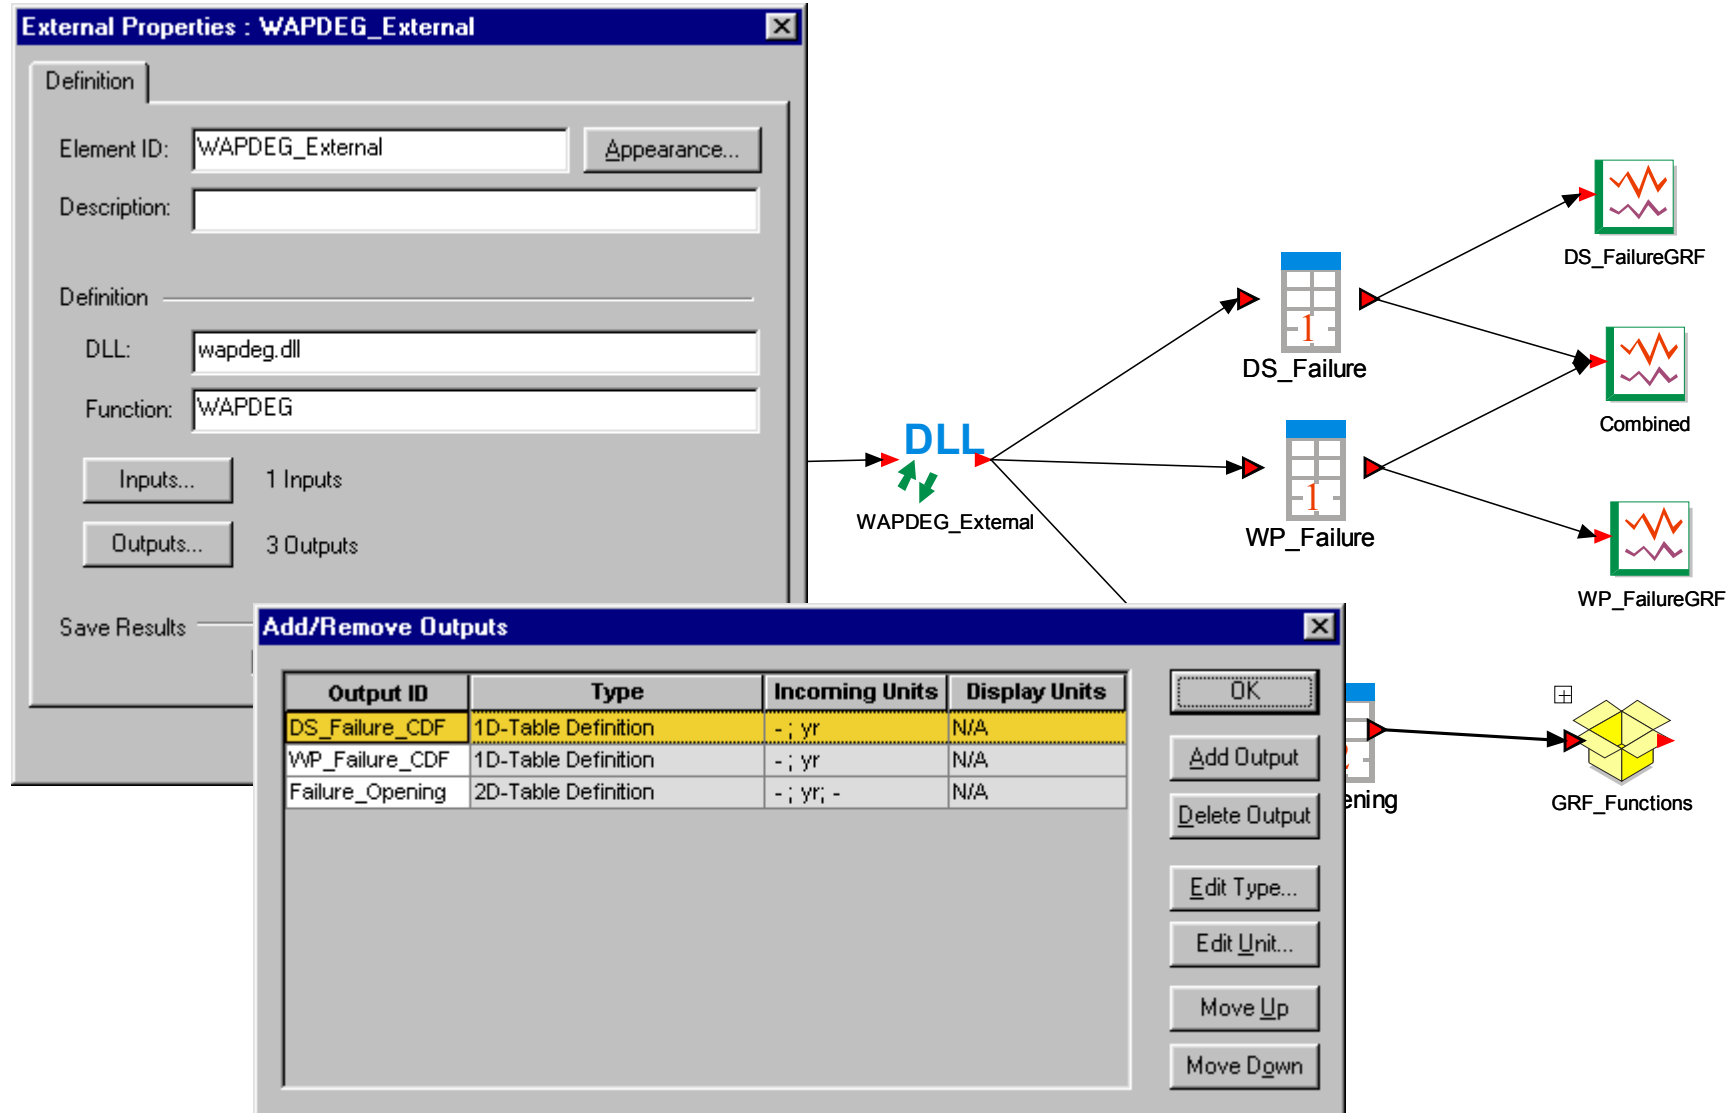 External Properties : WAPDEG_External
Definition
Element ID: WAPDEG_External Appearance...
Description:
Definition
DLL: wapdeg.dll
Function: WAPDEG
Inputs... 1 Inputs
Outputs... 3 Outputs
Save Results
DLL
WAPDEG_External
1
DS_Failure
1
WP_Failure
DS_FailureGRF
Combined
WP_FailureGRF
GRF_Functions
Add/Remove Outputs
Output ID Type Incoming Units Display Units
DS_Failure_CDF 1D-Table Definition - ; yr N/A
WP_Failure_CDF 1D-Table Definition - ; yr N/A
Failure_Opening 2D-Table Definition - ; yr; - N/A
OK
Add Output
Delete Output
Edit Type...
Edit Unit...
Move Up
Move Down